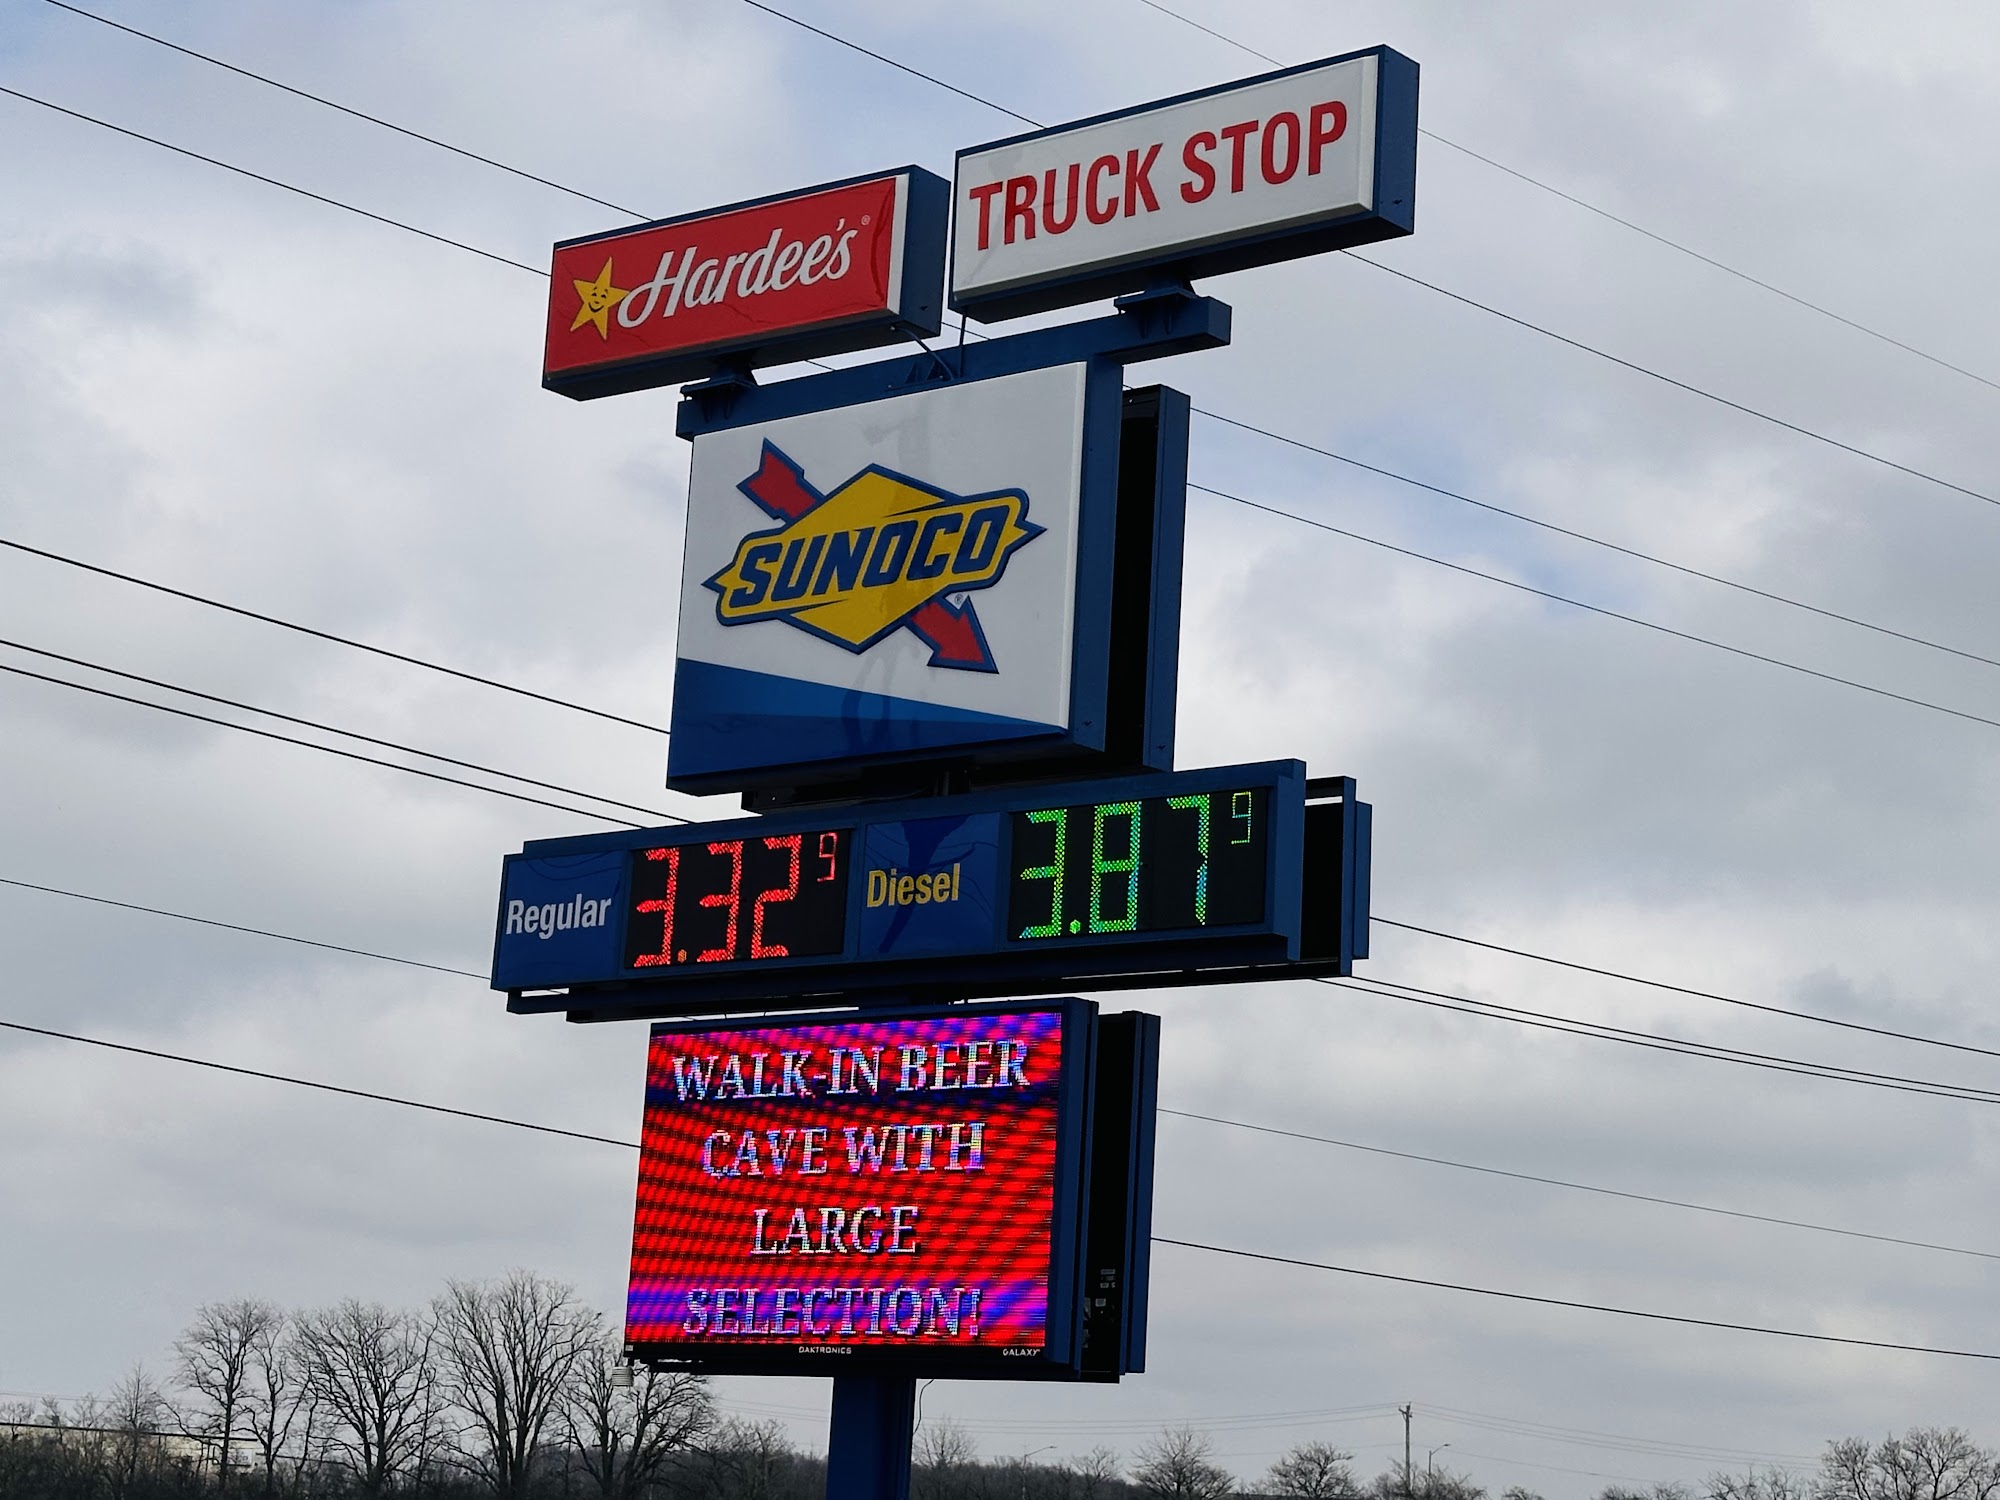 Hardee's®
TRUCK STOP
SUNOCO®
Regular 3.32 9 Diesel 3.87 9
WALK-IN BEER
CAVE WITH
LARGE
SELECTION!
DAKTRONICS GALAXY